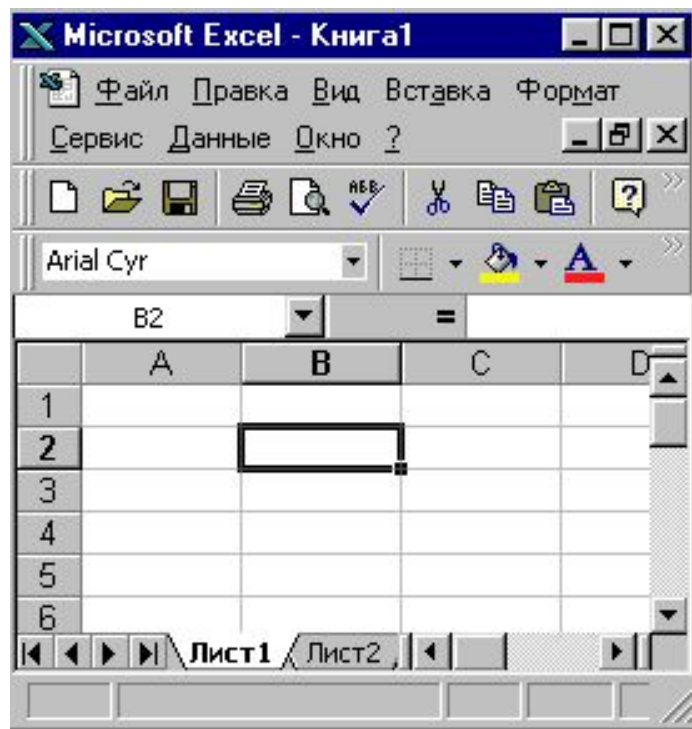 Microsoft Excel - Книга1
Файл Правка Вид Вставка Формат
Сервис Данные Окно ?
АБВ
Arial Cyr A
B2 =
A B C D
1
2
3
4
5
6
Лист1 Лист2